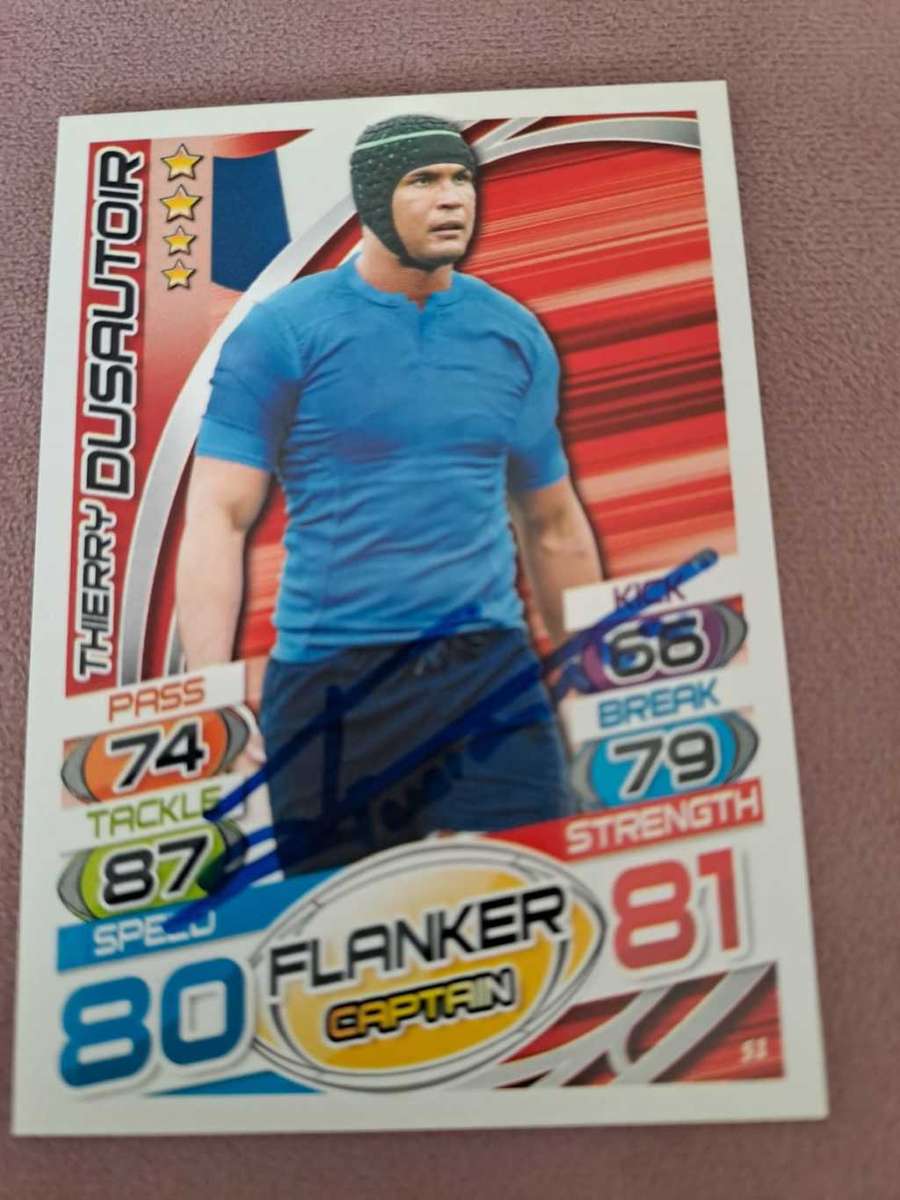 THIERRY DUSAUTOIR
PASS
74
TACKLE
87
SPEED
80
KICK
66
BREAK
79
STRENGTH
81
FLANKER
CAPTAIN
51